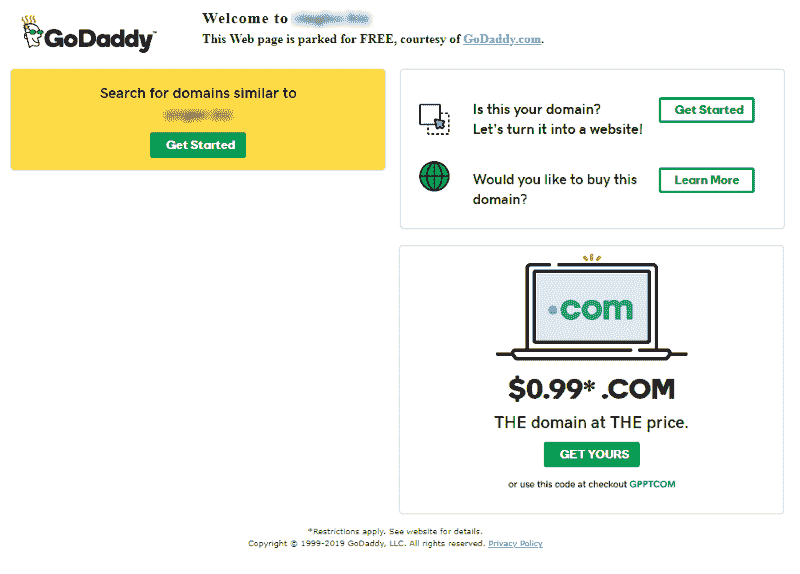 GoDaddy™
Welcome to
This Web page is parked for FREE, courtesy of GoDaddy.com.
Search for domains similar to
Get Started
Is this your domain?
Let's turn it into a website!
Get Started
Would you like to buy this
domain?
Learn More
.com
$0.99* .COM
THE domain at THE price.
GET YOURS
or use this code at checkout GPPTCOM
*Restrictions apply. See website for details.
Copyright © 1999-2019 GoDaddy, LLC. All rights reserved. Privacy Policy